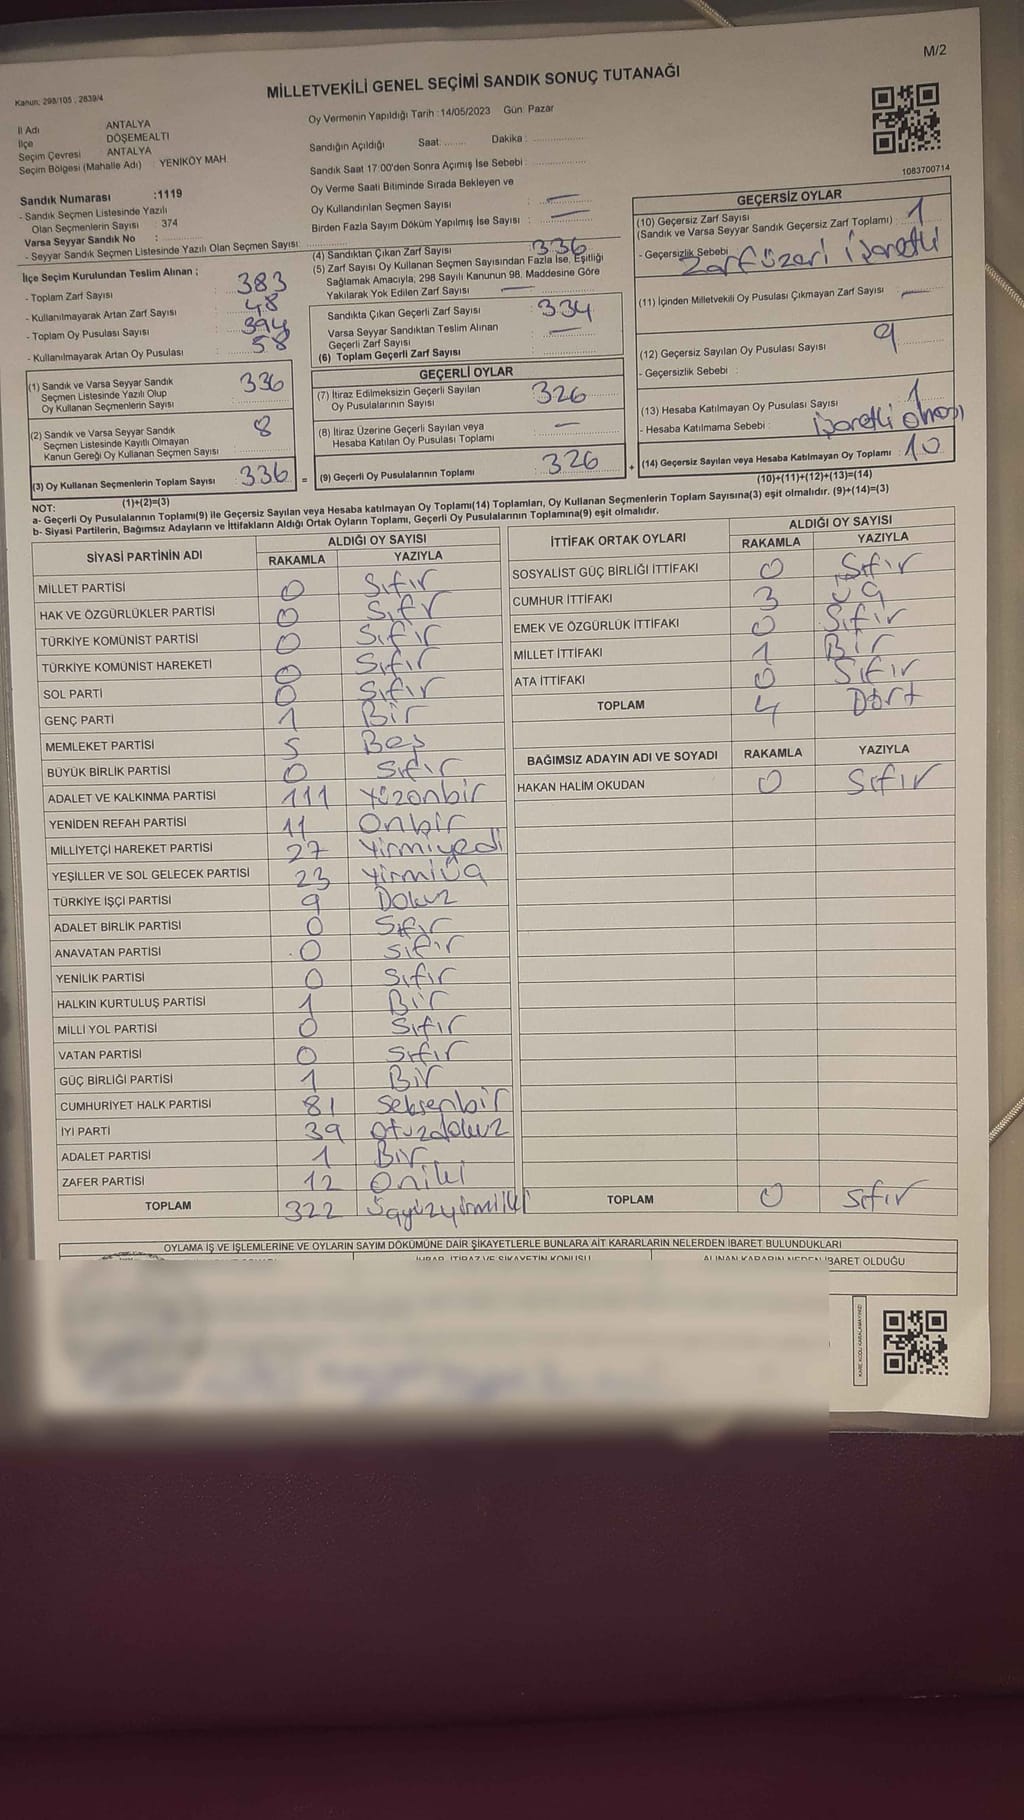 M/2
MİLLETVEKİLİ GENEL SEÇİMİ SANDIK SONUÇ TUTANAĞI
Kanun; 298/105 , 2839/4
İl Adı ANTALYA
İlçe DÖŞEMEALTI
Seçim Çevresi ANTALYA
Seçim Bölgesi (Mahalle Adı) YENİKÖY MAH
Sandık Numarası :1119
- Sandık Seçmen Listesinde Yazılı
Olan Seçmenlerin Sayısı : 374
Varsa Seyyar Sandık No :
- Seyyar Sandık Seçmen Listesinde Yazılı Olan Seçmen Sayısı:
İlçe Seçim Kurulundan Teslim Alınan ;
- Toplam Zarf Sayısı : 383
- Kullanılmayarak Artan Zarf Sayısı : 48
- Toplam Oy Pusulası Sayısı : 394
- Kullanılmayarak Artan Oy Pusulası : 58
(1) Sandık ve Varsa Seyyar Sandık
Seçmen Listesinde Yazılı Olup
Oy Kullanan Seçmenlerin Sayısı 336
(2) Sandık ve Varsa Seyyar Sandık
Seçmen Listesinde Kayıtlı Olmayan
Kanun Gereği Oy Kullanan Seçmen Sayısı 8
(3) Oy Kullanan Seçmenlerin Toplam Sayısı 336 =
(1)+(2)=(3)
Oy Vermenin Yapıldığı Tarih :14/05/2023 Gün: Pazar
Sandığın Açıldığı Saat: Dakika :
Sandık Saat 17:00'den Sonra Açımış İse Sebebi :
Oy Verme Saati Bitiminde Sırada Bekleyen ve
Oy Kullandırılan Seçmen Sayısı : —
Birden Fazla Sayım Döküm Yapılmış İse Sayısı : —
(4) Sandıktan Çıkan Zarf Sayısı : 336
(5) Zarf Sayısı Oy Kullanan Seçmen Sayısından Fazla İse, Eşitliği
Sağlamak Amacıyla, 298 Sayılı Kanunun 98. Maddesine Göre
Yakılarak Yok Edilen Zarf Sayısı : —
Sandıkta Çıkan Geçerli Zarf Sayısı : 334
Varsa Seyyar Sandıktan Teslim Alınan
Geçerli Zarf Sayısı : —
(6) Toplam Geçerli Zarf Sayısı :
GEÇERLİ OYLAR
(7) İtiraz Edilmeksizin Geçerli Sayılan
Oy Pusulalarının Sayısı : 326
(8) İtiraz Üzerine Geçerli Sayılan veya
Hesaba Katılan Oy Pusulası Toplamı : —
(9) Geçerli Oy Pusulalarının Toplamı : 326 +
1083700714
GEÇERSİZ OYLAR
(10) Geçersiz Zarf Sayısı
(Sandık ve Varsa Seyyar Sandık Geçersiz Zarf Toplamı) : 1
- Geçersizlik Sebebi : Zarf üzeri işaretli
(11) İçinden Milletvekili Oy Pusulası Çıkmayan Zarf Sayısı : —
(12) Geçersiz Sayılan Oy Pusulası Sayısı : 9
- Geçersizlik Sebebi :
(13) Hesaba Katılmayan Oy Pusulası Sayısı : 1
- Hesaba Katılmama Sebebi : işaretli olması
(14) Geçersiz Sayılan veya Hesaba Katılmayan Oy Toplamı : 10
(10)+(11)+(12)+(13)=(14)
NOT:
a- Geçerli Oy Pusulalarının Toplamı(9) ile Geçersiz Sayılan veya Hesaba katılmayan Oy Toplamı(14) Toplamları, Oy Kullanan Seçmenlerin Toplam Sayısına(3) eşit olmalıdır. (9)+(14)=(3)
b- Siyasi Partilerin, Bağımsız Adayların ve İttifakların Aldığı Ortak Oyların Toplamı, Geçerli Oy Pusulalarının Toplamına(9) eşit olmalıdır.
SİYASİ PARTİNİN ADI ALDIĞI OY SAYISI
RAKAMLA YAZIYLA
MİLLET PARTİSİ 0 Sıfır
HAK VE ÖZGÜRLÜKLER PARTİSİ 0 Sıfr
TÜRKİYE KOMÜNİST PARTİSİ 0 Sıfır
TÜRKİYE KOMÜNİST HAREKETİ 0 Sıfır
SOL PARTİ 0 Sıfır
GENÇ PARTİ 1 Bir
MEMLEKET PARTİSİ 5 Beş
BÜYÜK BİRLİK PARTİSİ 0 Sıfır
ADALET VE KALKINMA PARTİSİ 111 Yüzonbir
YENİDEN REFAH PARTİSİ 11 Onbir
MİLLİYETÇİ HAREKET PARTİSİ 27 Yirmiyedi
YEŞİLLER VE SOL GELECEK PARTİSİ 23 Yirmiüç
TÜRKİYE İŞÇİ PARTİSİ 9 Dokuz
ADALET BİRLİK PARTİSİ 0 Sıfır
ANAVATAN PARTİSİ 0 Sıfır
YENİLİK PARTİSİ 0 Sıfır
HALKIN KURTULUŞ PARTİSİ 1 Bir
MİLLİ YOL PARTİSİ 0 Sıfır
VATAN PARTİSİ 0 Sıfır
GÜÇ BİRLİĞİ PARTİSİ 1 Bir
CUMHURİYET HALK PARTİSİ 81 Seksenbir
İYİ PARTİ 39 Otuzdokuz
ADALET PARTİSİ 1 Bir
ZAFER PARTİSİ 12 Oniki
TOPLAM 322 Üçyüzyirmiiki
İTTİFAK ORTAK OYLARI ALDIĞI OY SAYISI
RAKAMLA YAZIYLA
SOSYALİST GÜÇ BİRLİĞİ İTTİFAKI 0 Sıfır
CUMHUR İTTİFAKI 3 Üç
EMEK VE ÖZGÜRLÜK İTTİFAKI 0 Sıfır
MİLLET İTTİFAKI 1 Bir
ATA İTTİFAKI 0 Sıfır
TOPLAM 4 Dört
BAĞIMSIZ ADAYIN ADI VE SOYADI RAKAMLA YAZIYLA
HAKAN HALİM OKUDAN 0 Sıfır
TOPLAM 0 Sıfır
OYLAMA İŞ VE İŞLEMLERİNE VE OYLARIN SAYIM DÖKÜMÜNE DAİR ŞİKAYETLERLE BUNLARA AİT KARARLARIN NELERDEN İBARET BULUNDUKLARI
İHBAR, İTİRAZ VE ŞİKAYETİN KONUSU ALINAN KARARIN NEDEN İBARET OLDUĞU